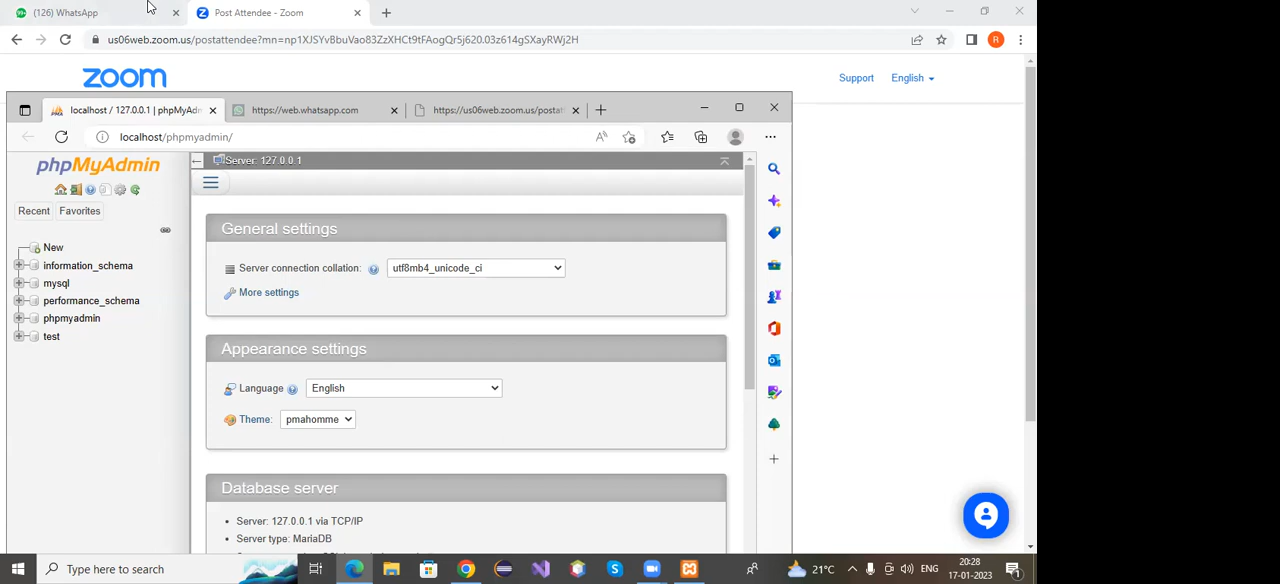 (126) WhatsApp
Post Attendee - Zoom
us06web.zoom.us/postattendee?mn=np1XJSYvBbuVao83ZzXHCt9tFAogQr5j620.03z614gSXayRWj2H
zoom
Support
English
localhost / 127.0.0.1 | phpMyAdm
https://web.whatsapp.com
https://us06web.zoom.us/postatt
localhost/phpmyadmin/
phpMyAdmin
Server: 127.0.0.1
Recent
Favorites
New
information_schema
mysql
performance_schema
phpmyadmin
test
General settings
Server connection collation:
utf8mb4_unicode_ci
More settings
Appearance settings
Language
English
Theme:
pmahomme
Database server
Server: 127.0.0.1 via TCP/IP
Server type: MariaDB
Type here to search
21°C
ENG
20:28
17-01-2023